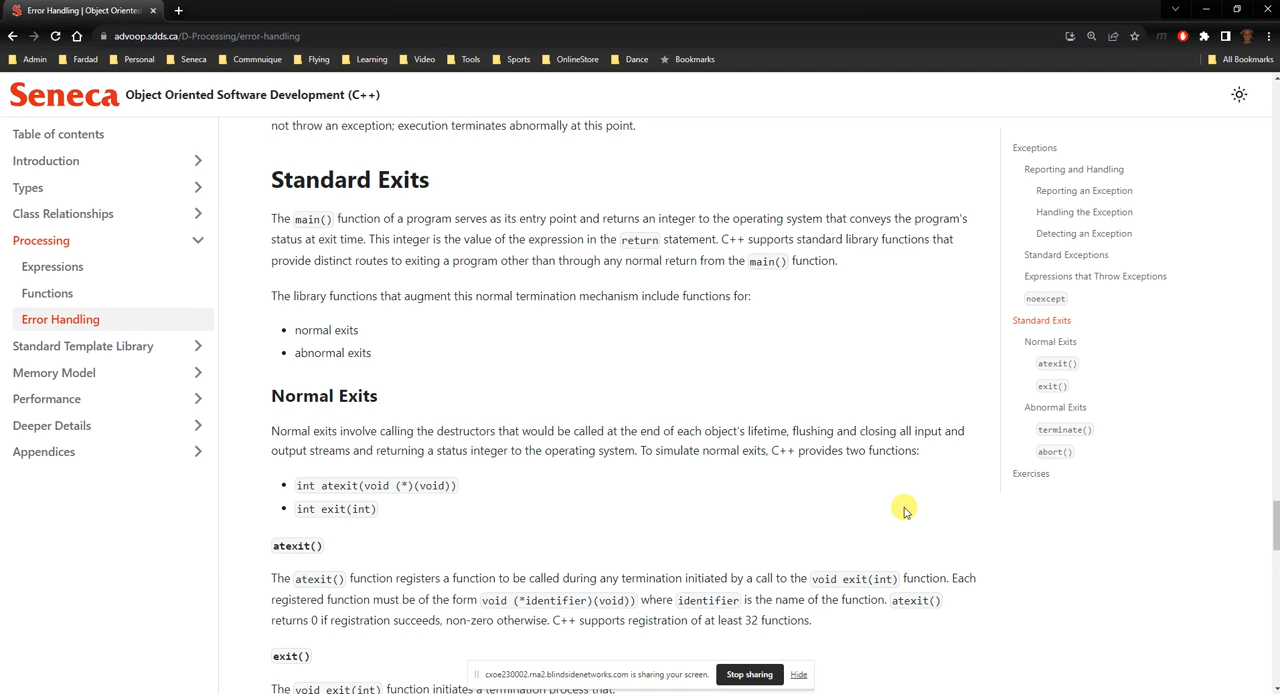 Error Handling | Object Oriented
advoop.sdds.ca/D-Processing/error-handling
Admin Fardad Personal Seneca Commnuique Flying Learning Video Tools Sports OnlineStore Dance Bookmarks All Bookmarks
Seneca Object Oriented Software Development (C++)
Table of contents
Introduction
Types
Class Relationships
Processing
Expressions
Functions
Error Handling
Standard Template Library
Memory Model
Performance
Deeper Details
Appendices
not throw an exception; execution terminates abnormally at this point.
Standard Exits
The main() function of a program serves as its entry point and returns an integer to the operating system that conveys the program's
status at exit time. This integer is the value of the expression in the return statement. C++ supports standard library functions that
provide distinct routes to exiting a program other than through any normal return from the main() function.
The library functions that augment this normal termination mechanism include functions for:
• normal exits
• abnormal exits
Normal Exits
Normal exits involve calling the destructors that would be called at the end of each object's lifetime, flushing and closing all input and
output streams and returning a status integer to the operating system. To simulate normal exits, C++ provides two functions:
• int atexit(void (*)(void))
• int exit(int)
atexit()
The atexit() function registers a function to be called during any termination initiated by a call to the void exit(int) function. Each
registered function must be of the form void (*identifier)(void)) where identifier is the name of the function. atexit()
returns 0 if registration succeeds, non-zero otherwise. C++ supports registration of at least 32 functions.
exit()
The void exit(int) function initiates a termination process that:
Exceptions
Reporting and Handling
Reporting an Exception
Handling the Exception
Detecting an Exception
Standard Exceptions
Expressions that Throw Exceptions
noexcept
Standard Exits
Normal Exits
atexit()
exit()
Abnormal Exits
terminate()
abort()
Exercises
cxoe230002.rna2.blindsidenetworks.com is sharing your screen. Stop sharing Hide